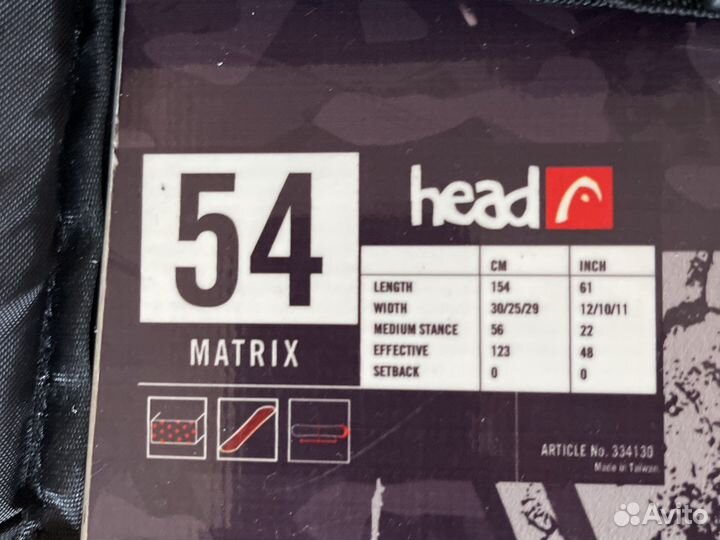 54
MATRIX
head
CM INCH
LENGTH 154 61
WIDTH 30/25/29 12/10/11
MEDIUM STANCE 56 22
EFFECTIVE 123 48
SETBACK 0 0
ARTICLE No. 334130
Made in Taiwan
Avito